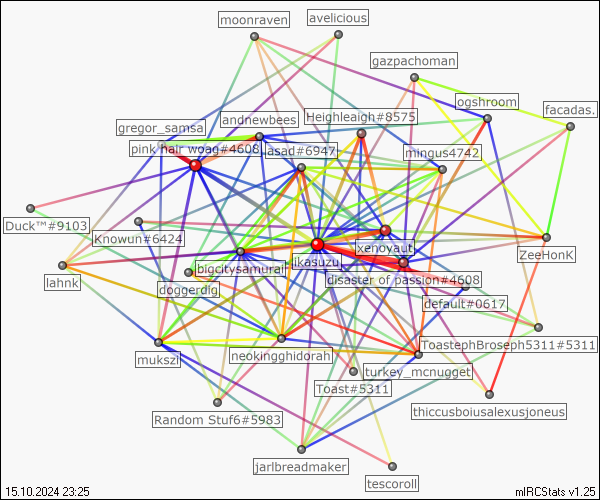 moonraven
avelicious
gazpachoman
ogshroom
facadas.
gregor_samsa
andnewbees
Heighleaigh#8575
pink hair woag#4608
asad#6947
mingus4742
Duck™#9103
Knowun#6424
xenovaut
ikasuzu
ZeeHonK
bigcitysamurai
lahnk
doggerdig
disaster of passion#4608
default#0617
ToastephBroseph5311#5311
mukszi
neokingghidorah
turkey_mcnugget
Toast#5311
Random Stuf6#5983
thiccusboiusalexusjoneus
jarlbreadmaker
tescoroll
15.10.2024 23:25
mIRCStats v1.25